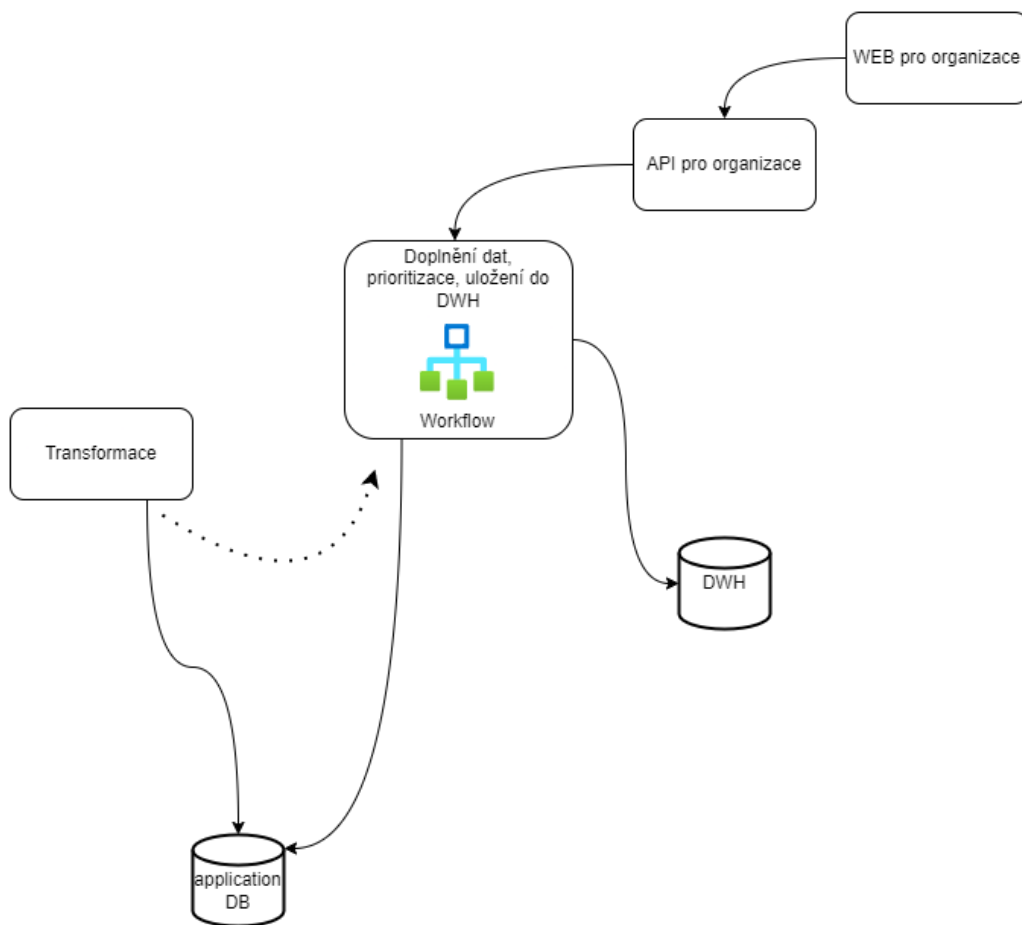 WEB pro organizace
API pro organizace
Doplnění dat,
prioritizace, uložení do
DWH
Workflow
Transformace
DWH
application
DB